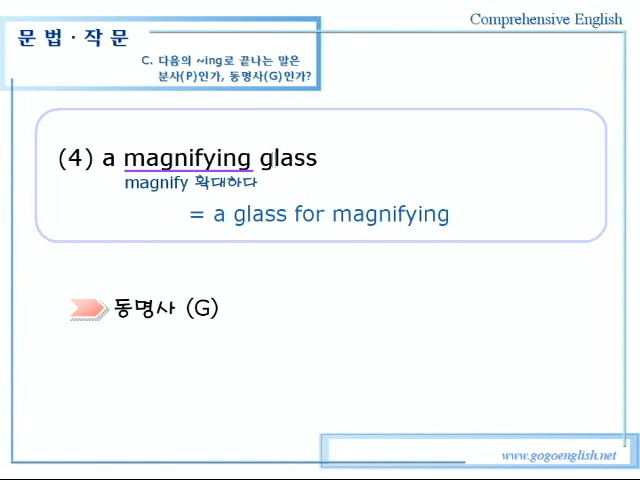 Comprehensive English
문 법 · 작 문
C. 다음의 ~ing로 끝나는 말은
분사(P)인가, 동명사(G)인가?
(4) a magnifying glass
magnify 확대하다
= a glass for magnifying
동명사 (G)
www.gogoenglish.net